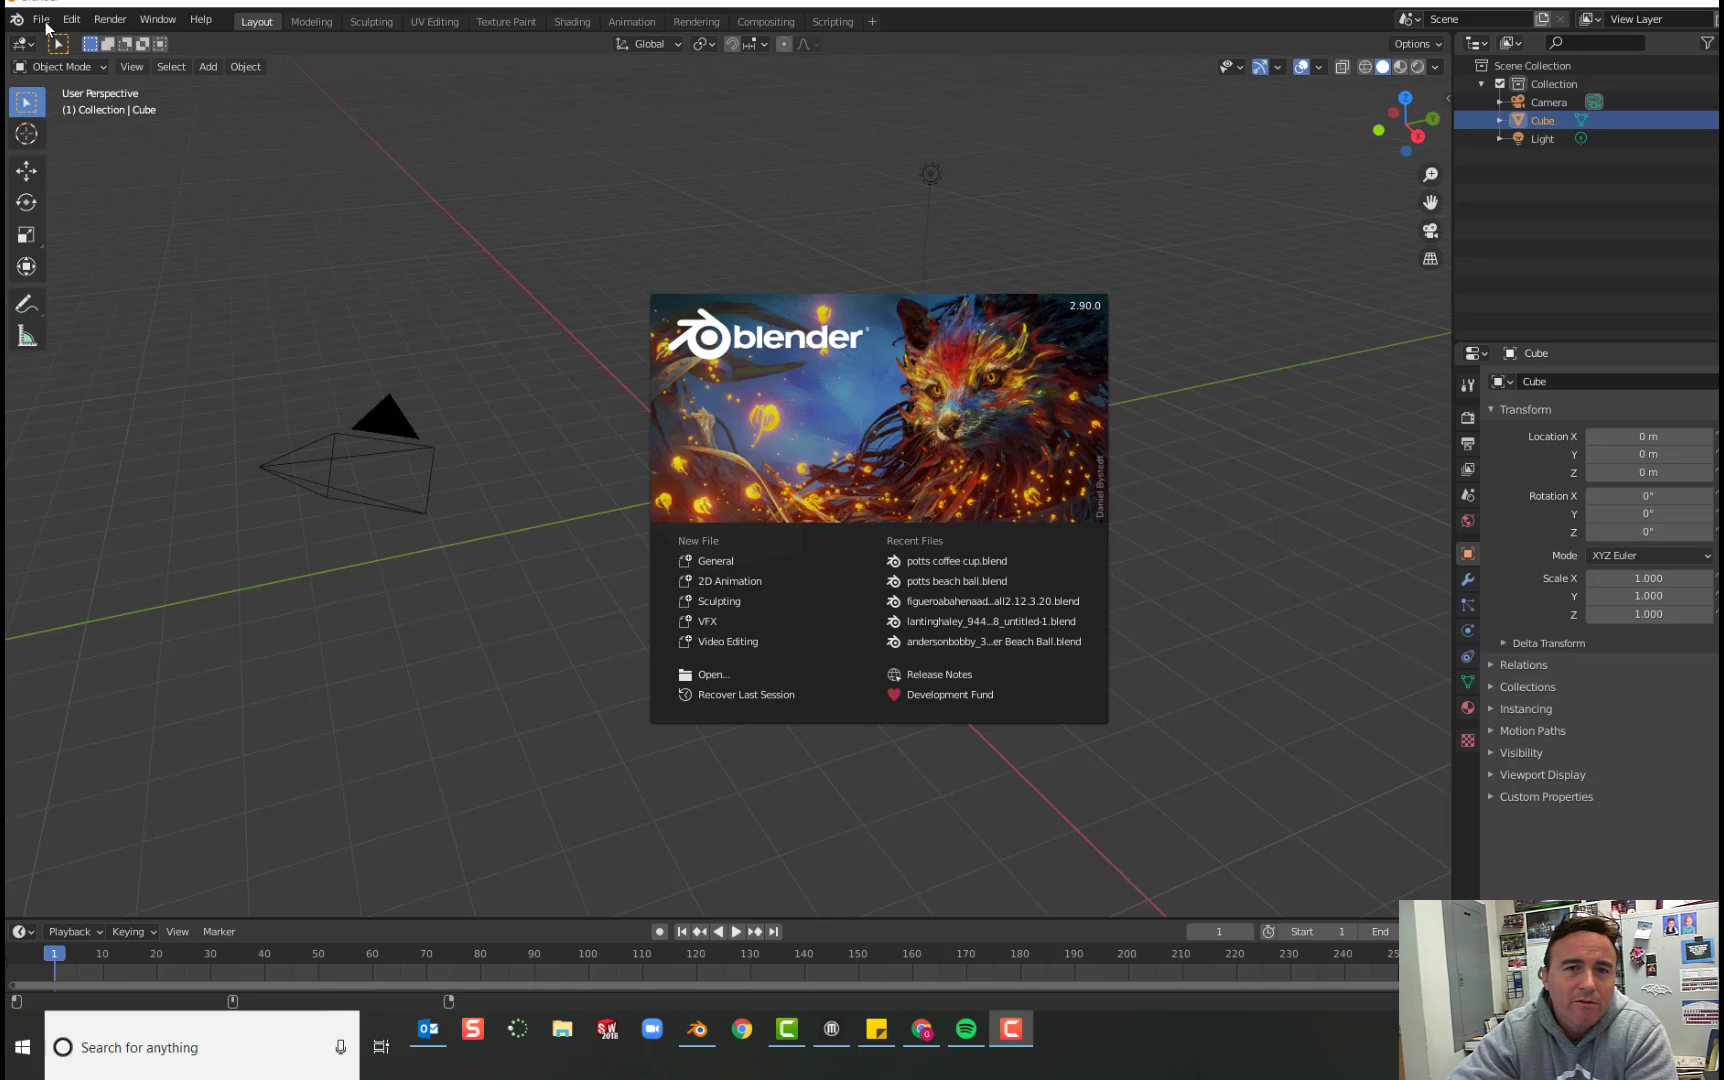 File Edit Render Window Help Layout Modeling Sculpting UV Editing Texture Paint Shading Animation Rendering Compositing Scripting + Scene View Layer
Global Options
Object Mode View Select Add Object
User Perspective
(1) Collection | Cube
Z
Y
X
Scene Collection
Collection
Camera
Cube
Light
2.90.0
blender
Daniel Bystedt
New File
General
2D Animation
Sculpting
VFX
Video Editing
Open...
Recover Last Session
Recent Files
potts coffee cup.blend
potts beach ball.blend
figueroabahenaad...all2.12.3.20.blend
lantinghaley_944...8_untitled-1.blend
andersonbobby_3...er Beach Ball.blend
Release Notes
Development Fund
Cube
Cube
Transform
Location X 0 m
Y 0 m
Z 0 m
Rotation X 0°
Y 0°
Z 0°
Mode XYZ Euler
Scale X 1.000
Y 1.000
Z 1.000
Delta Transform
Relations
Collections
Instancing
Motion Paths
Visibility
Viewport Display
Custom Properties
Playback Keying View Marker 1 Start 1 End
1 10 20 30 40 50 60 70 80 90 100 110 120 130 140 150 160 170 180 190 200 210 220 230 240
Search for anything